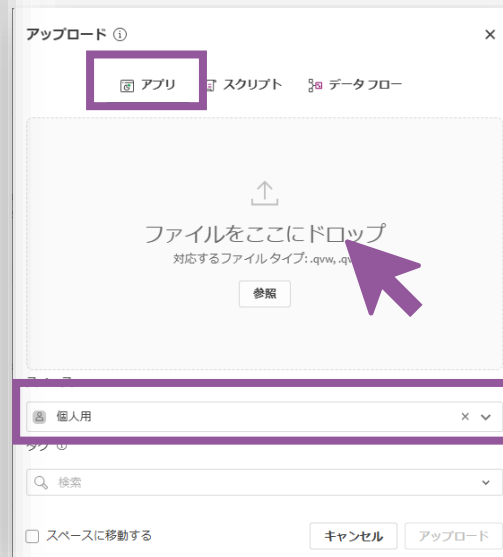 アップロード
アプリ スクリプト データ フロー
ファイルをここにドロップ
対応するファイル タイプ: .qvw, .q
参照
個人用
タグ
検索
スペースに移動する
キャンセル アップロード